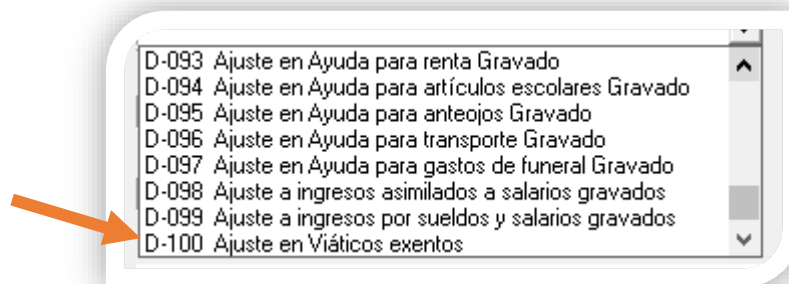 D-093 Ajuste en Ayuda para renta Gravado
D-094 Ajuste en Ayuda para artículos escolares Gravado
D-095 Ajuste en Ayuda para anteojos Gravado
D-096 Ajuste en Ayuda para transporte Gravado
D-097 Ajuste en Ayuda para gastos de funeral Gravado
D-098 Ajuste a ingresos asimilados a salarios gravados
D-099 Ajuste a ingresos por sueldos y salarios gravados
D-100 Ajuste en Viáticos exentos